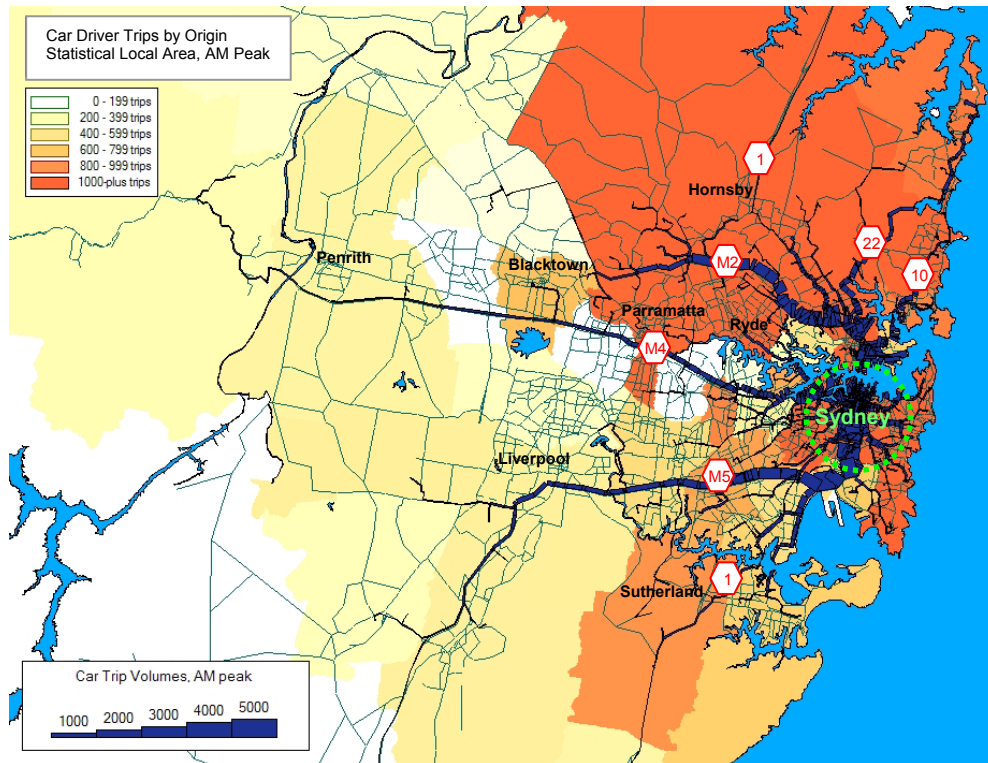 Car Driver Trips by Origin
Statistical Local Area, AM Peak
0 - 199 trips
200 - 399 trips
400 - 599 trips
600 - 799 trips
800 - 999 trips
1000-plus trips
1
Hornsby
22
Penrith
Blacktown
M2
10
Parramatta
Ryde
M4
Sydney
Liverpool
M5
1
Sutherland
Car Trip Volumes, AM peak
1000 2000 3000 4000 5000